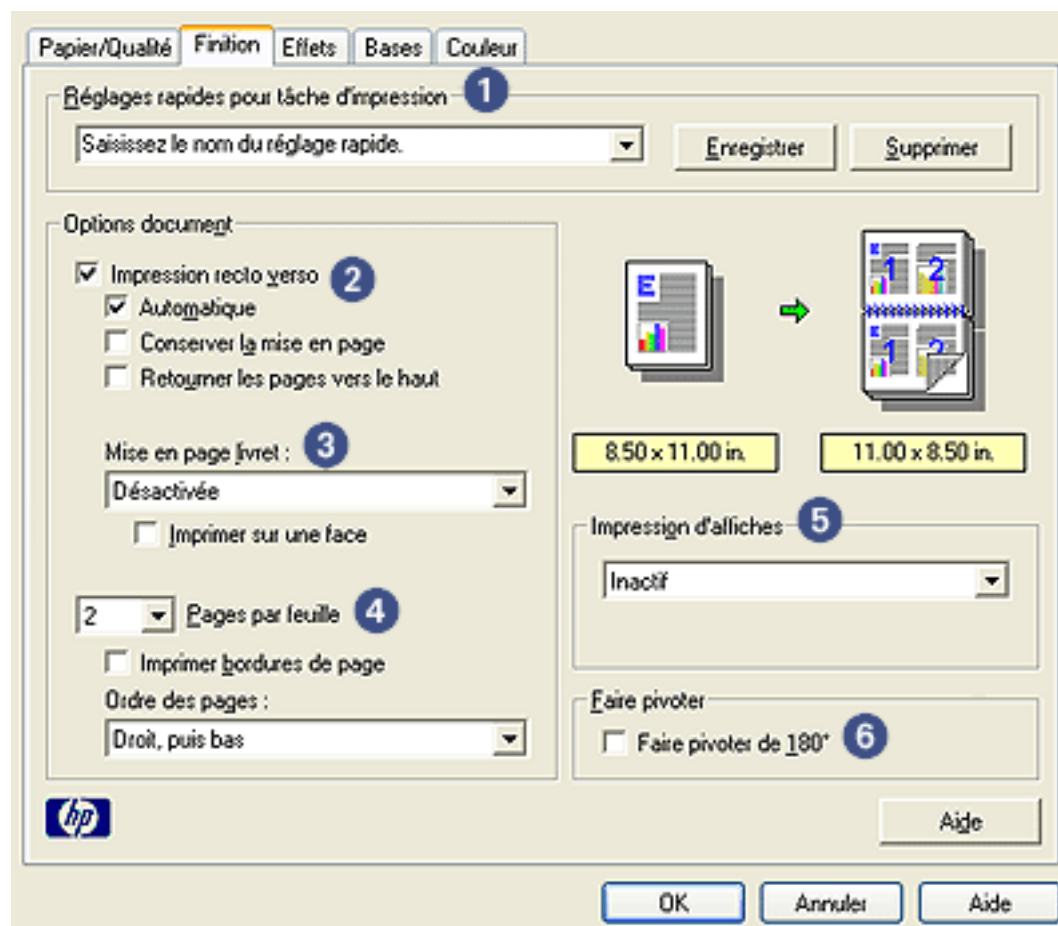 Papier/Qualité Finition Effets Bases Couleur
Réglages rapides pour tâche d'impression 1
Saisissez le nom du réglage rapide. Enregistrer Supprimer
Options document
Impression recto verso 2
Automatique
Conserver la mise en page
Retourner les pages vers le haut
Mise en page livret : 3
Désactivée
Imprimer sur une face
2 Pages par feuille 4
Imprimer bordures de page
Ordre des pages :
Droit, puis bas
E
E
1 2
E
1 2
8.50 x 11.00 in.
11.00 x 8.50 in.
Impression d'affiches 5
Inactif
Faire pivoter
Faire pivoter de 180° 6
hp
Aide
OK Annuler Aide